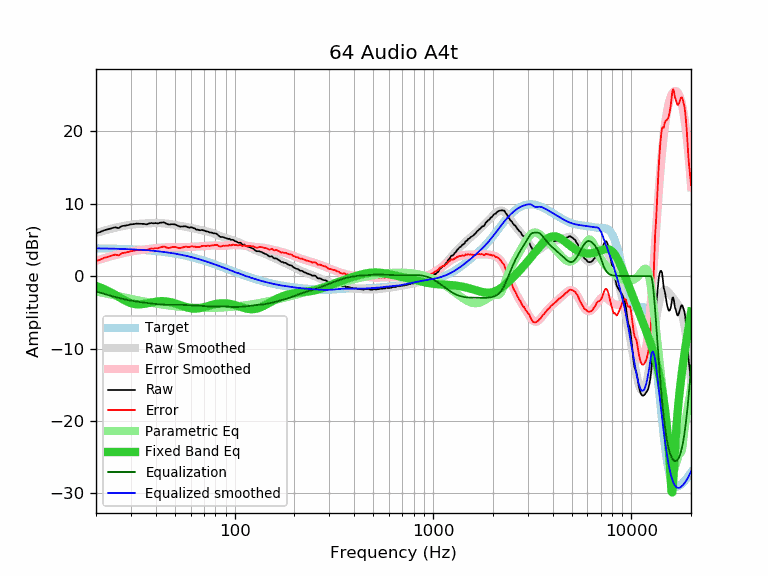 64 Audio A4t
Amplitude (dBr)
20
10
0
−10
−20
−30
Target
Raw Smoothed
Error Smoothed
Raw
Error
Parametric Eq
Fixed Band Eq
Equalization
Equalized smoothed
100
1000
10000
Frequency (Hz)